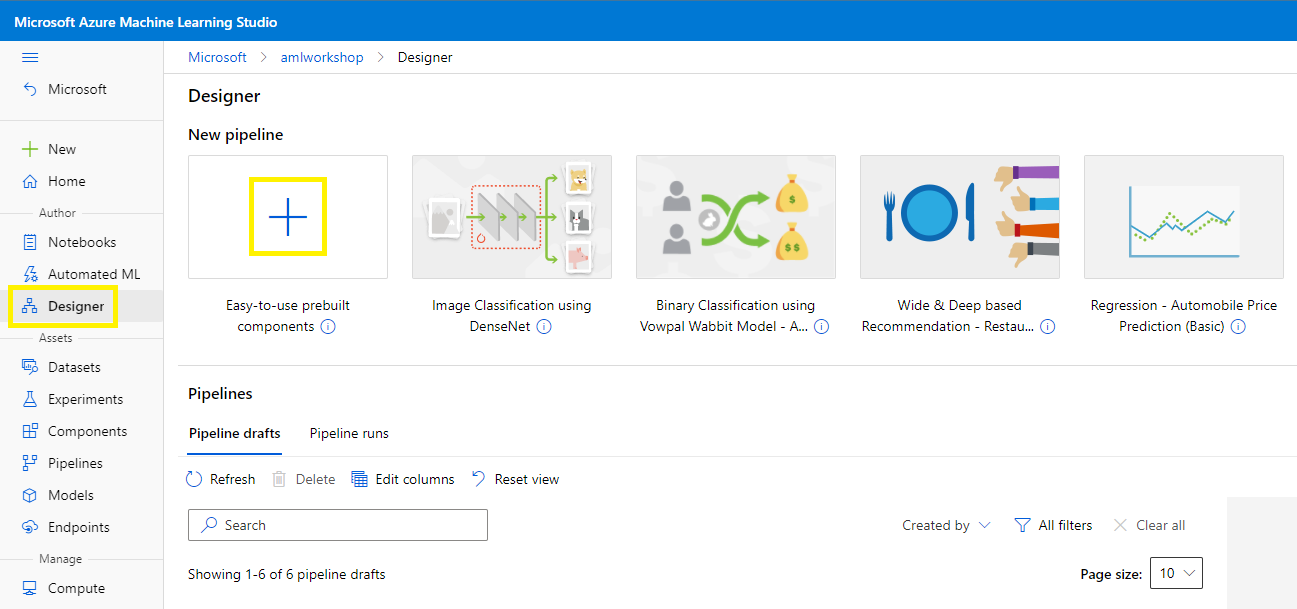 Microsoft Azure Machine Learning Studio
Microsoft
New
Home
Author
Notebooks
Automated ML
Designer
Assets
Datasets
Experiments
Components
Pipelines
Models
Endpoints
Manage
Compute
Microsoft > amlworkshop > Designer
Designer
New pipeline
Easy-to-use prebuilt
components
Image Classification using
DenseNet
$
$$
Binary Classification using
Vowpal Wabbit Model - A...
Wide & Deep based
Recommendation - Restau...
Regression - Automobile Price
Prediction (Basic)
Pipelines
Pipeline drafts Pipeline runs
Refresh Delete Edit columns Reset view
Search Created by All filters Clear all
Showing 1-6 of 6 pipeline drafts Page size: 10